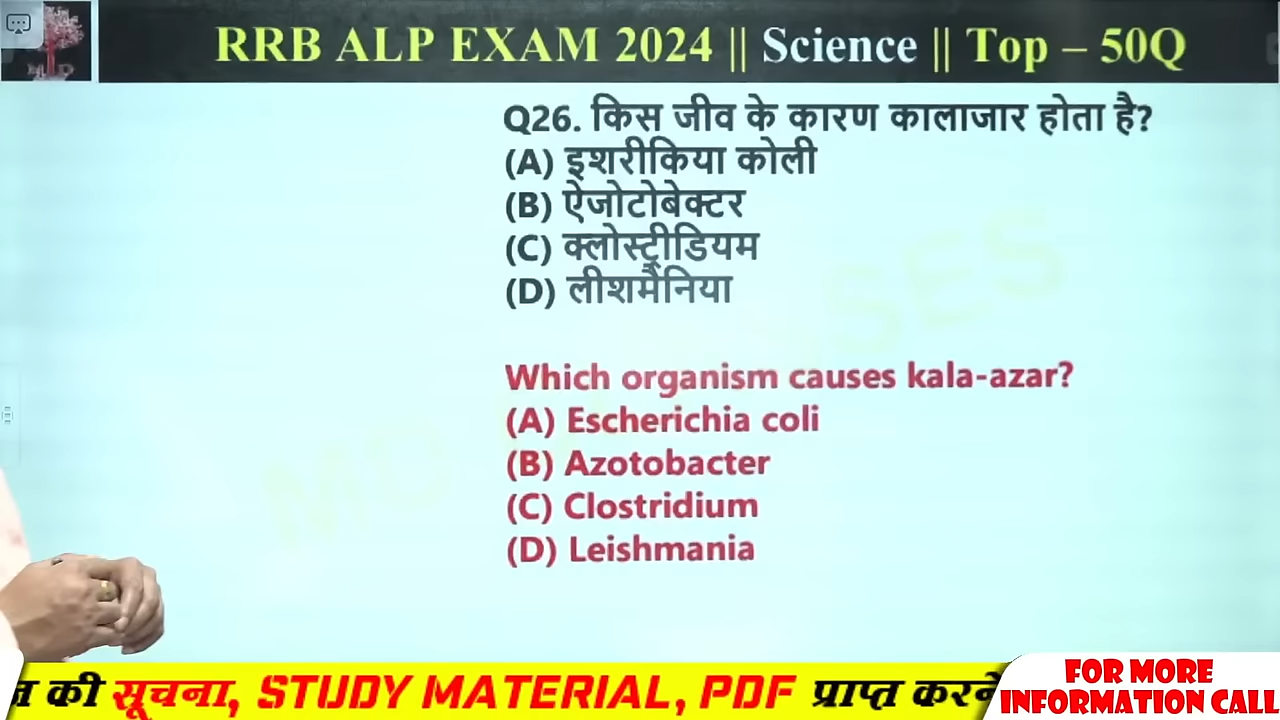 RRB ALP EXAM 2024 || Science || Top – 50Q
Q26. किस जीव के कारण कालाजार होता है?
(A) इशरीकिया कोली
(B) ऐजोटोबेक्टर
(C) क्लोस्ट्रीडियम
(D) लीशमैनिया
Which organism causes kala-azar?
(A) Escherichia coli
(B) Azotobacter
(C) Clostridium
(D) Leishmania
की सूचना, STUDY MATERIAL, PDF प्राप्त करने
FOR MORE
INFORMATION CALL